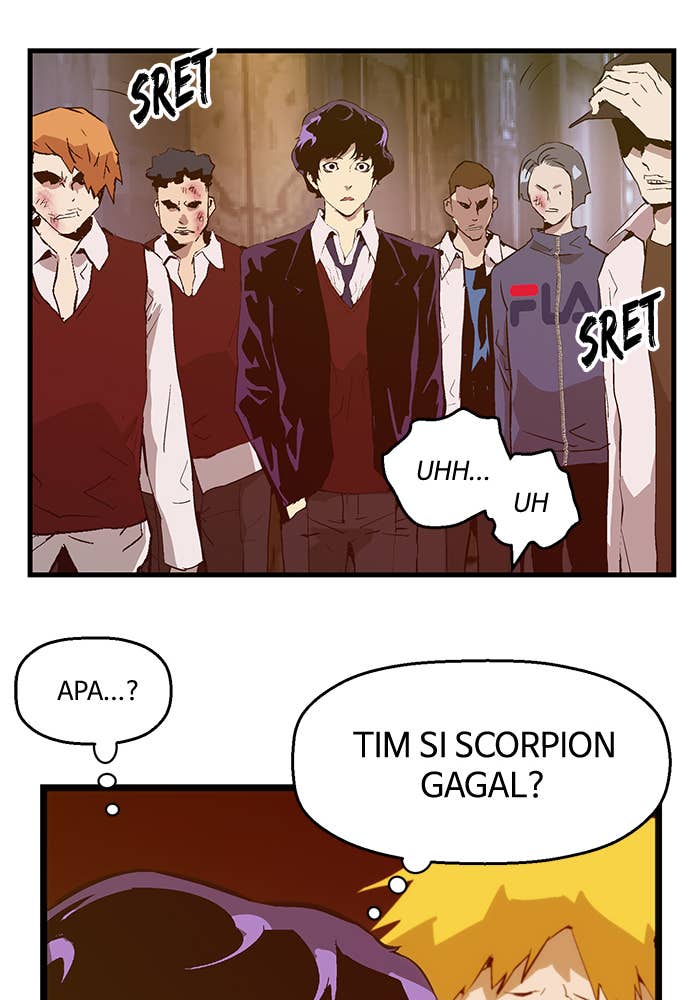 SRET
FILA
SRET
UHH...
UH
APA...?
TIM SI SCORPION
GAGAL?